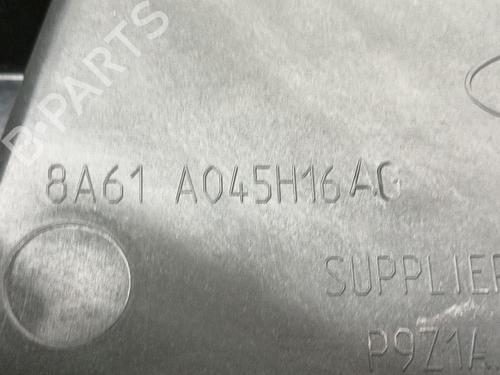 B-PARTS
8A61 A045H16AG
SUPPLIER
P9Z1A